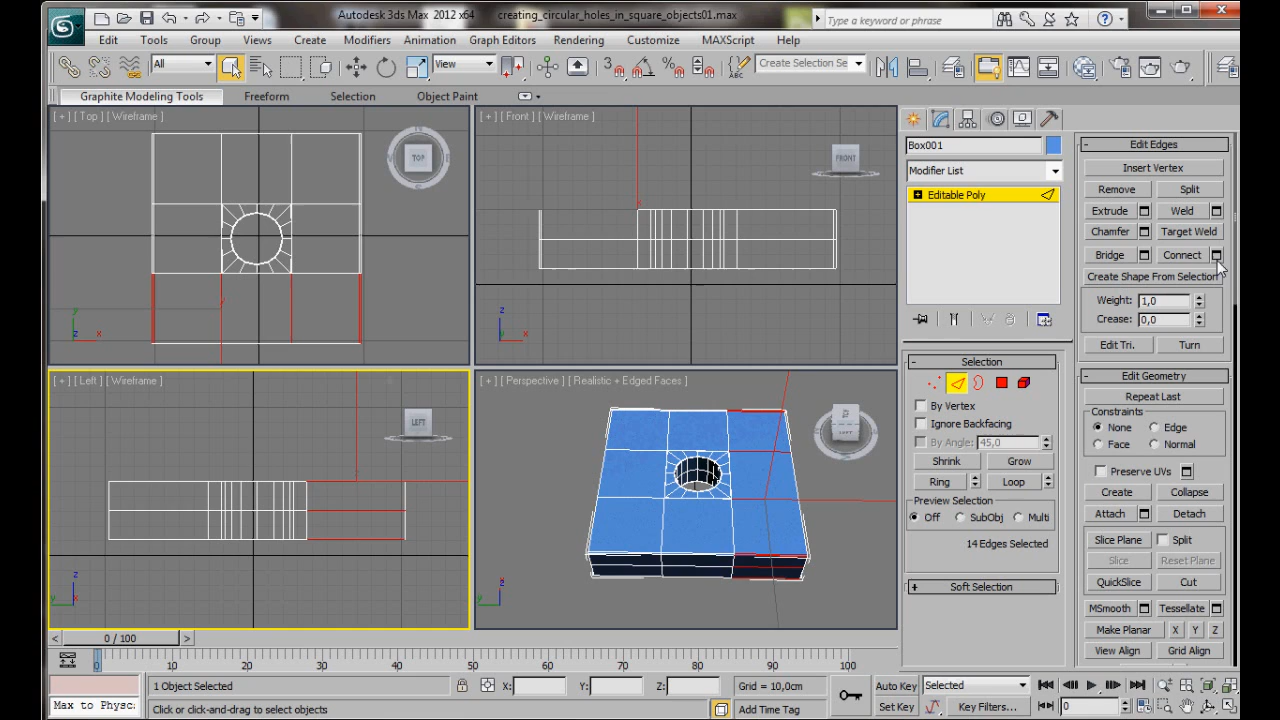 Autodesk 3ds Max 2012 x64 creating_circular_holes_in_square_objects01.max
Type a keyword or phrase
Edit Tools Group Views Create Modifiers Animation Graph Editors Rendering Customize MAXScript Help
All View Create Selection Se
Graphite Modeling Tools Freeform Selection Object Paint
[ + ] [ Top ] [ Wireframe ]
TOP
[ + ] [ Front ] [ Wireframe ]
FRONT
[ + ] [ Left ] [ Wireframe ]
LEFT
[ + ] [ Perspective ] [ Realistic + Edged Faces ]
LEFT
Box001
Modifier List
Editable Poly
Selection
By Vertex
Ignore Backfacing
By Angle: 45,0
Shrink Grow
Ring Loop
Preview Selection
Off SubObj Multi
14 Edges Selected
Soft Selection
Edit Edges
Insert Vertex
Remove Split
Extrude Weld
Chamfer Target Weld
Bridge Connect
Create Shape From Selection
Weight: 1,0
Crease: 0,0
Edit Tri. Turn
Edit Geometry
Repeat Last
Constraints
None Edge
Face Normal
Preserve UVs
Create Collapse
Attach Detach
Slice Plane Split
Slice Reset Plane
QuickSlice Cut
MSmooth Tessellate
Make Planar X Y Z
View Align Grid Align
< 0 / 100 >
0 10 20 30 40 50 60 70 80 90 100
1 Object Selected X: Y: Z: Grid = 10,0cm Auto Key Selected
Max to Physc: Click or click-and-drag to select objects Add Time Tag Set Key Key Filters... 0